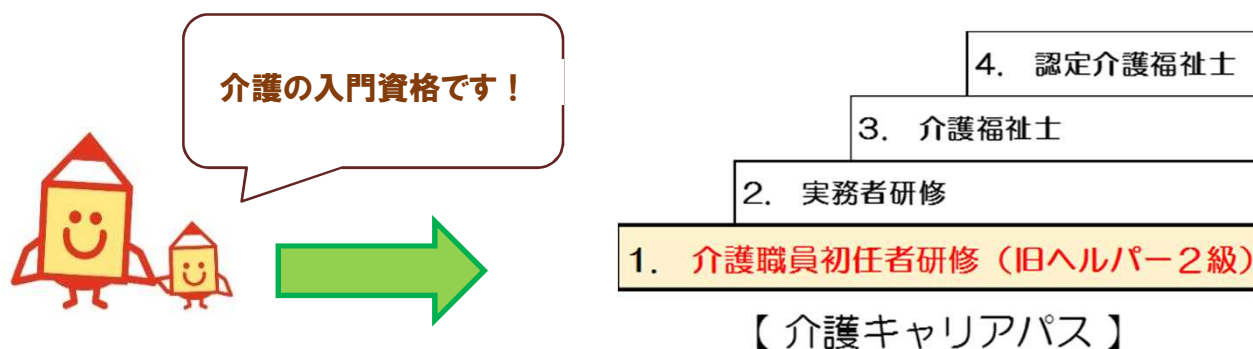 介護の入門資格です！
4. 認定介護福祉士
3. 介護福祉士
2. 実務者研修
1. 介護職員初任者研修（旧ヘルパー２級）
【 介護キャリアパス 】